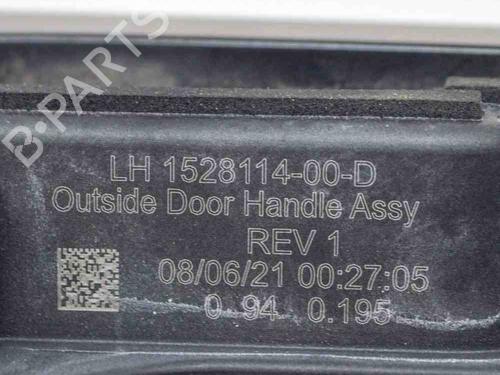 B-PARTS
LH 1528114-00-D
Outside Door Handle Assy
REV 1
08/06/21 00:27:05
0 94 0.195